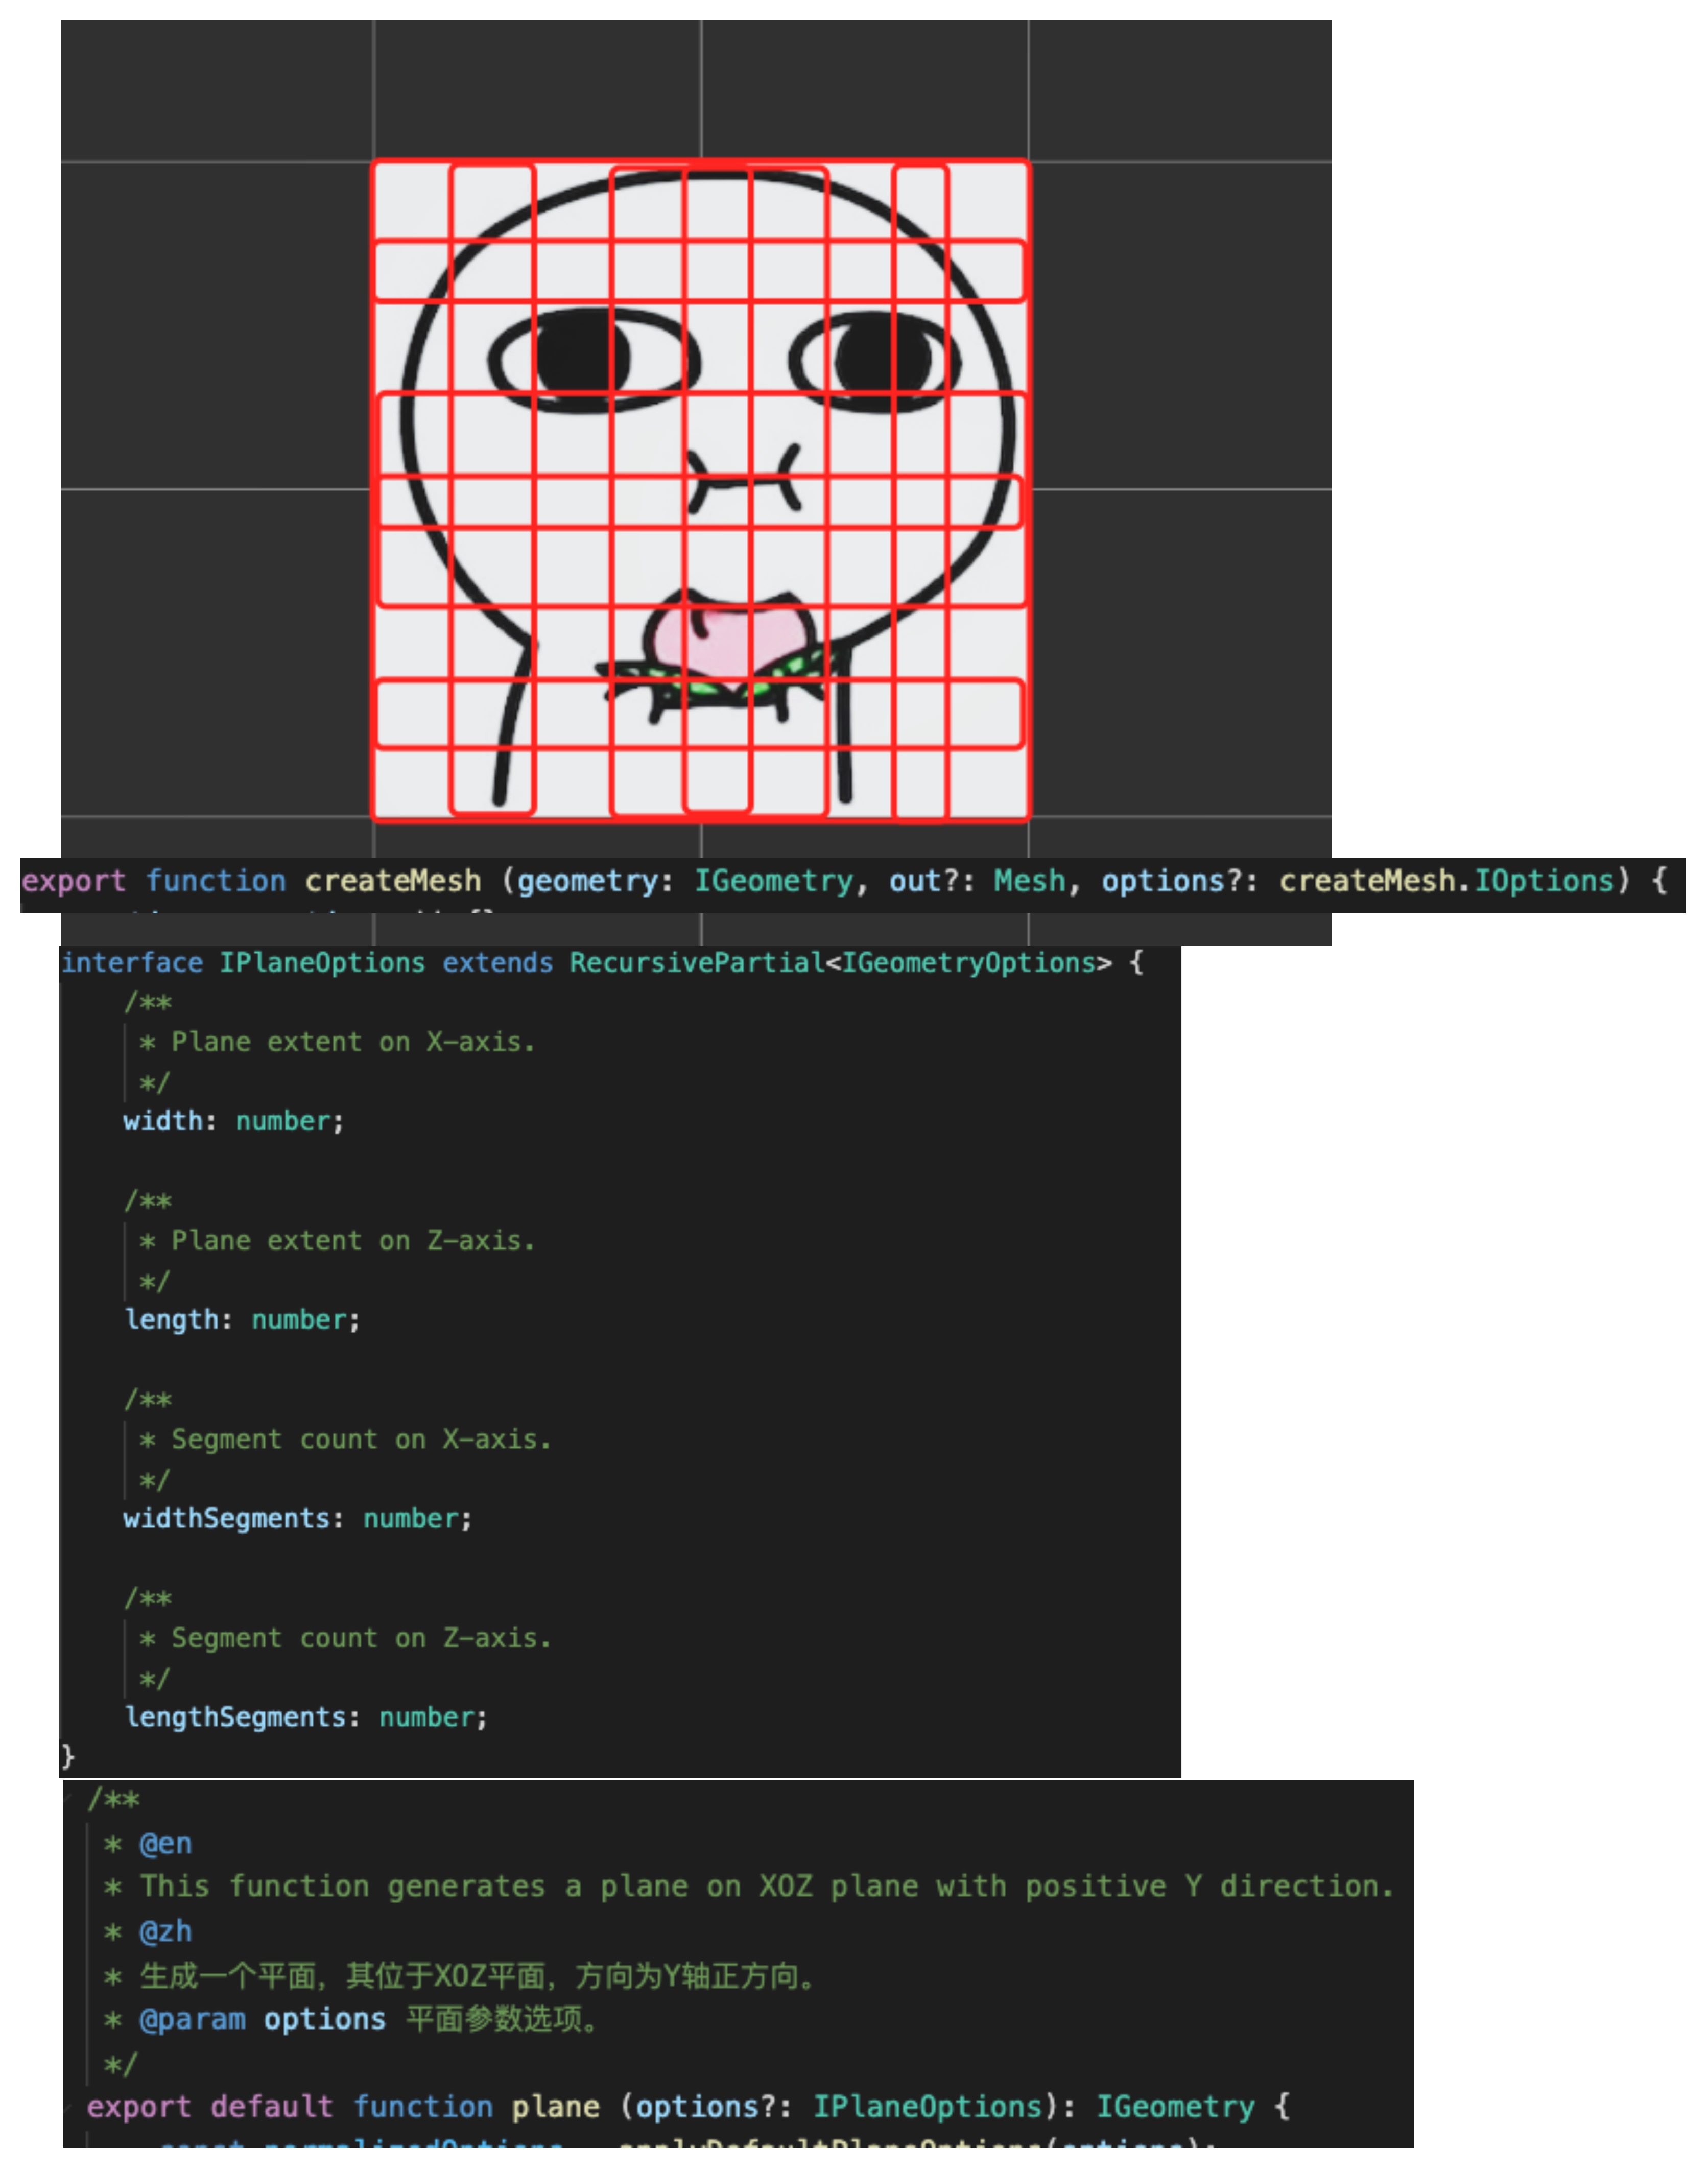 export function createMesh (geometry: IGeometry, out?: Mesh, options?: createMesh.IOptions) {
interface IPlaneOptions extends RecursivePartial<IGeometryOptions> {
/**
* Plane extent on X-axis.
*/
width: number;
/**
* Plane extent on Z-axis.
*/
length: number;
/**
* Segment count on X-axis.
*/
widthSegments: number;
/**
* Segment count on Z-axis.
*/
lengthSegments: number;
}
/**
* @en
* This function generates a plane on XOZ plane with positive Y direction.
* @zh
* 生成一个平面，其位于XOZ平面，方向为Y轴正方向。
* @param options 平面参数选项。
*/
export default function plane (options?: IPlaneOptions): IGeometry {